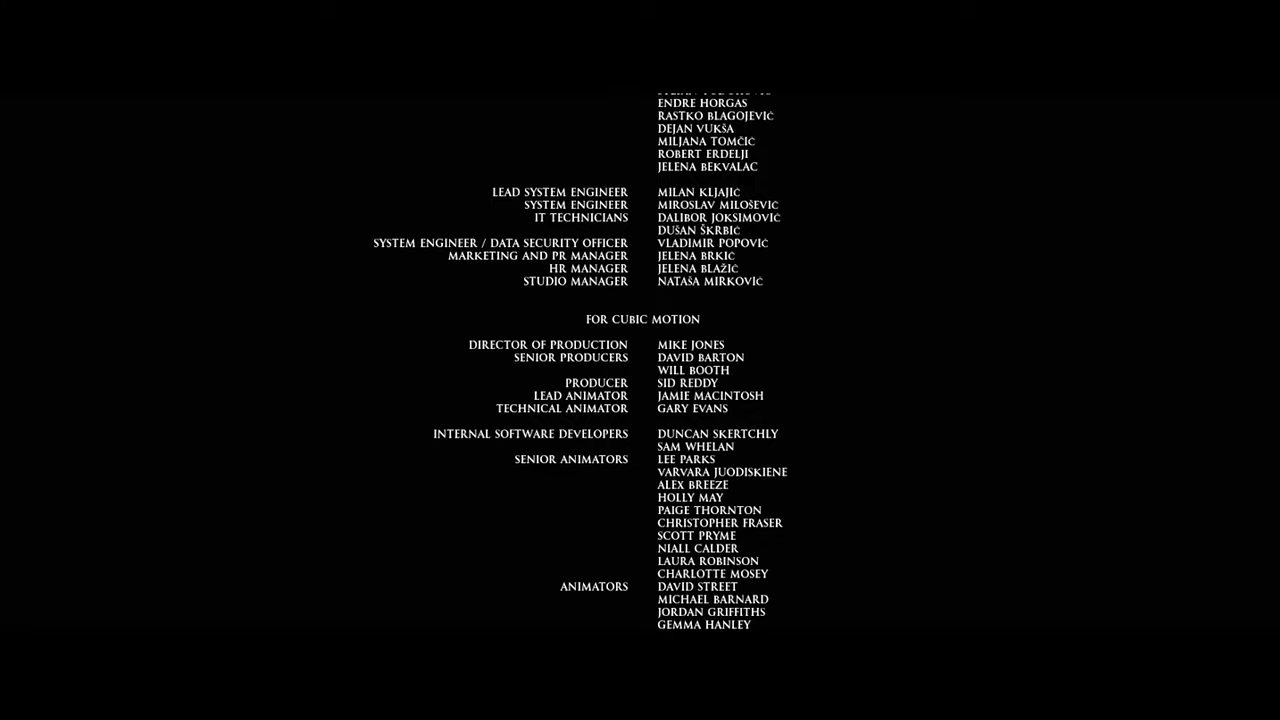 ENDRE HORGAS
RASTKO BLAGOJEVIĆ
DEJAN VUKŠA
MILJANA TOMČIĆ
ROBERT ERDELJI
JELENA BEKVALAC
LEAD SYSTEM ENGINEER MILAN KLJAJIĆ
SYSTEM ENGINEER MIROSLAV MILOŠEVIĆ
IT TECHNICIANS DALIBOR JOKSIMOVIĆ
DUŠAN ŠKRBIĆ
SYSTEM ENGINEER / DATA SECURITY OFFICER VLADIMIR POPOVIĆ
MARKETING AND PR MANAGER JELENA BRKIĆ
HR MANAGER JELENA BLAŽIĆ
STUDIO MANAGER NATAŠA MIRKOVIĆ
FOR CUBIC MOTION
DIRECTOR OF PRODUCTION MIKE JONES
SENIOR PRODUCERS DAVID BARTON
WILL BOOTH
PRODUCER SID REDDY
LEAD ANIMATOR JAMIE MACINTOSH
TECHNICAL ANIMATOR GARY EVANS
INTERNAL SOFTWARE DEVELOPERS DUNCAN SKERTCHLY
SAM WHELAN
SENIOR ANIMATORS LEE PARKS
VARVARA JUODISKIENE
ALEX BREEZE
HOLLY MAY
PAIGE THORNTON
CHRISTOPHER FRASER
SCOTT PRYME
NIALL CALDER
LAURA ROBINSON
CHARLOTTE MOSEY
ANIMATORS DAVID STREET
MICHAEL BARNARD
JORDAN GRIFFITHS
GEMMA HANLEY